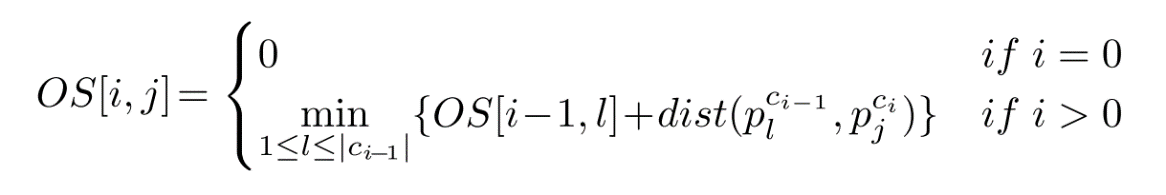 OS[i, j] = { 0 if i = 0
min_{1≤l≤|c_{i-1}|} {OS[i−1, l]+dist(p_l^{c_{i-1}}, p_j^{c_i})} if i > 0